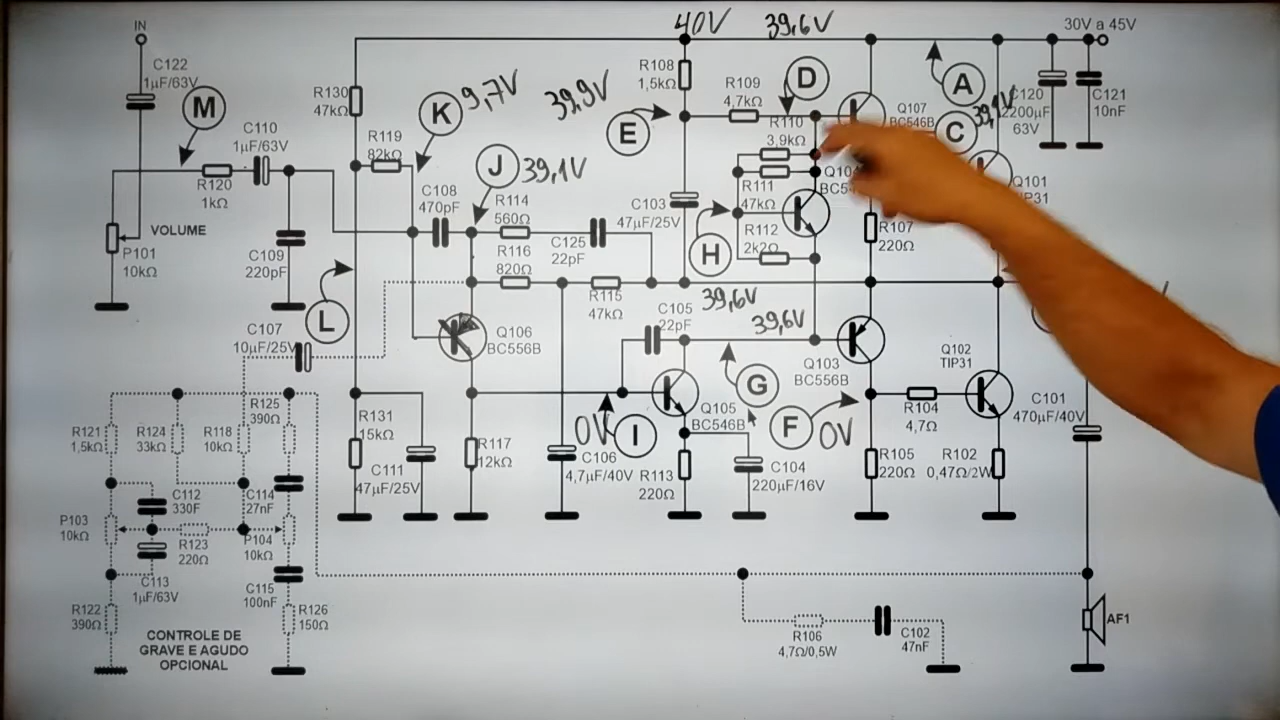 IN
C122
1µF/63V
M
C110
1µF/63V
R120
1kΩ
P101
10kΩ
VOLUME
C109
220pF
R130
47kΩ
R119
82kΩ
K
9,7V
J
39,1V
C108
470pF
R114
560Ω
C125
22pF
R116
820Ω
R115
47kΩ
L
C107
10µF/25V
Q106
BC556B
40V
39,6V
30V a 45V
R108
1,5kΩ
39,9V
E
R109
4,7kΩ
D
R110
3,9kΩ
R111
47kΩ
R112
2k2Ω
H
C103
47µF/25V
Q107
BC546B
A
C
C120
2200µF
63V
C121
10nF
R107
220Ω
39,6V
39,6V
C105
22pF
G
Q103
BC556B
Q102
TIP31
Q105
BC546B
F
0V
R104
4,7Ω
C101
470µF/40V
0V
I
R131
15kΩ
C111
47µF/25V
R117
12kΩ
C106
4,7µF/40V
R113
220Ω
C104
220µF/16V
R105
220Ω
R102
0,47Ω/2W
R121
1,5kΩ
R124
33kΩ
R118
10kΩ
R125
390Ω
C112
330F
C114
27nF
P103
10kΩ
R123
220Ω
P104
10kΩ
C113
1µF/63V
C115
100nF
R122
390Ω
R126
150Ω
CONTROLE DE
GRAVE E AGUDO
OPCIONAL
R106
4,7Ω/0,5W
C102
47nF
AF1